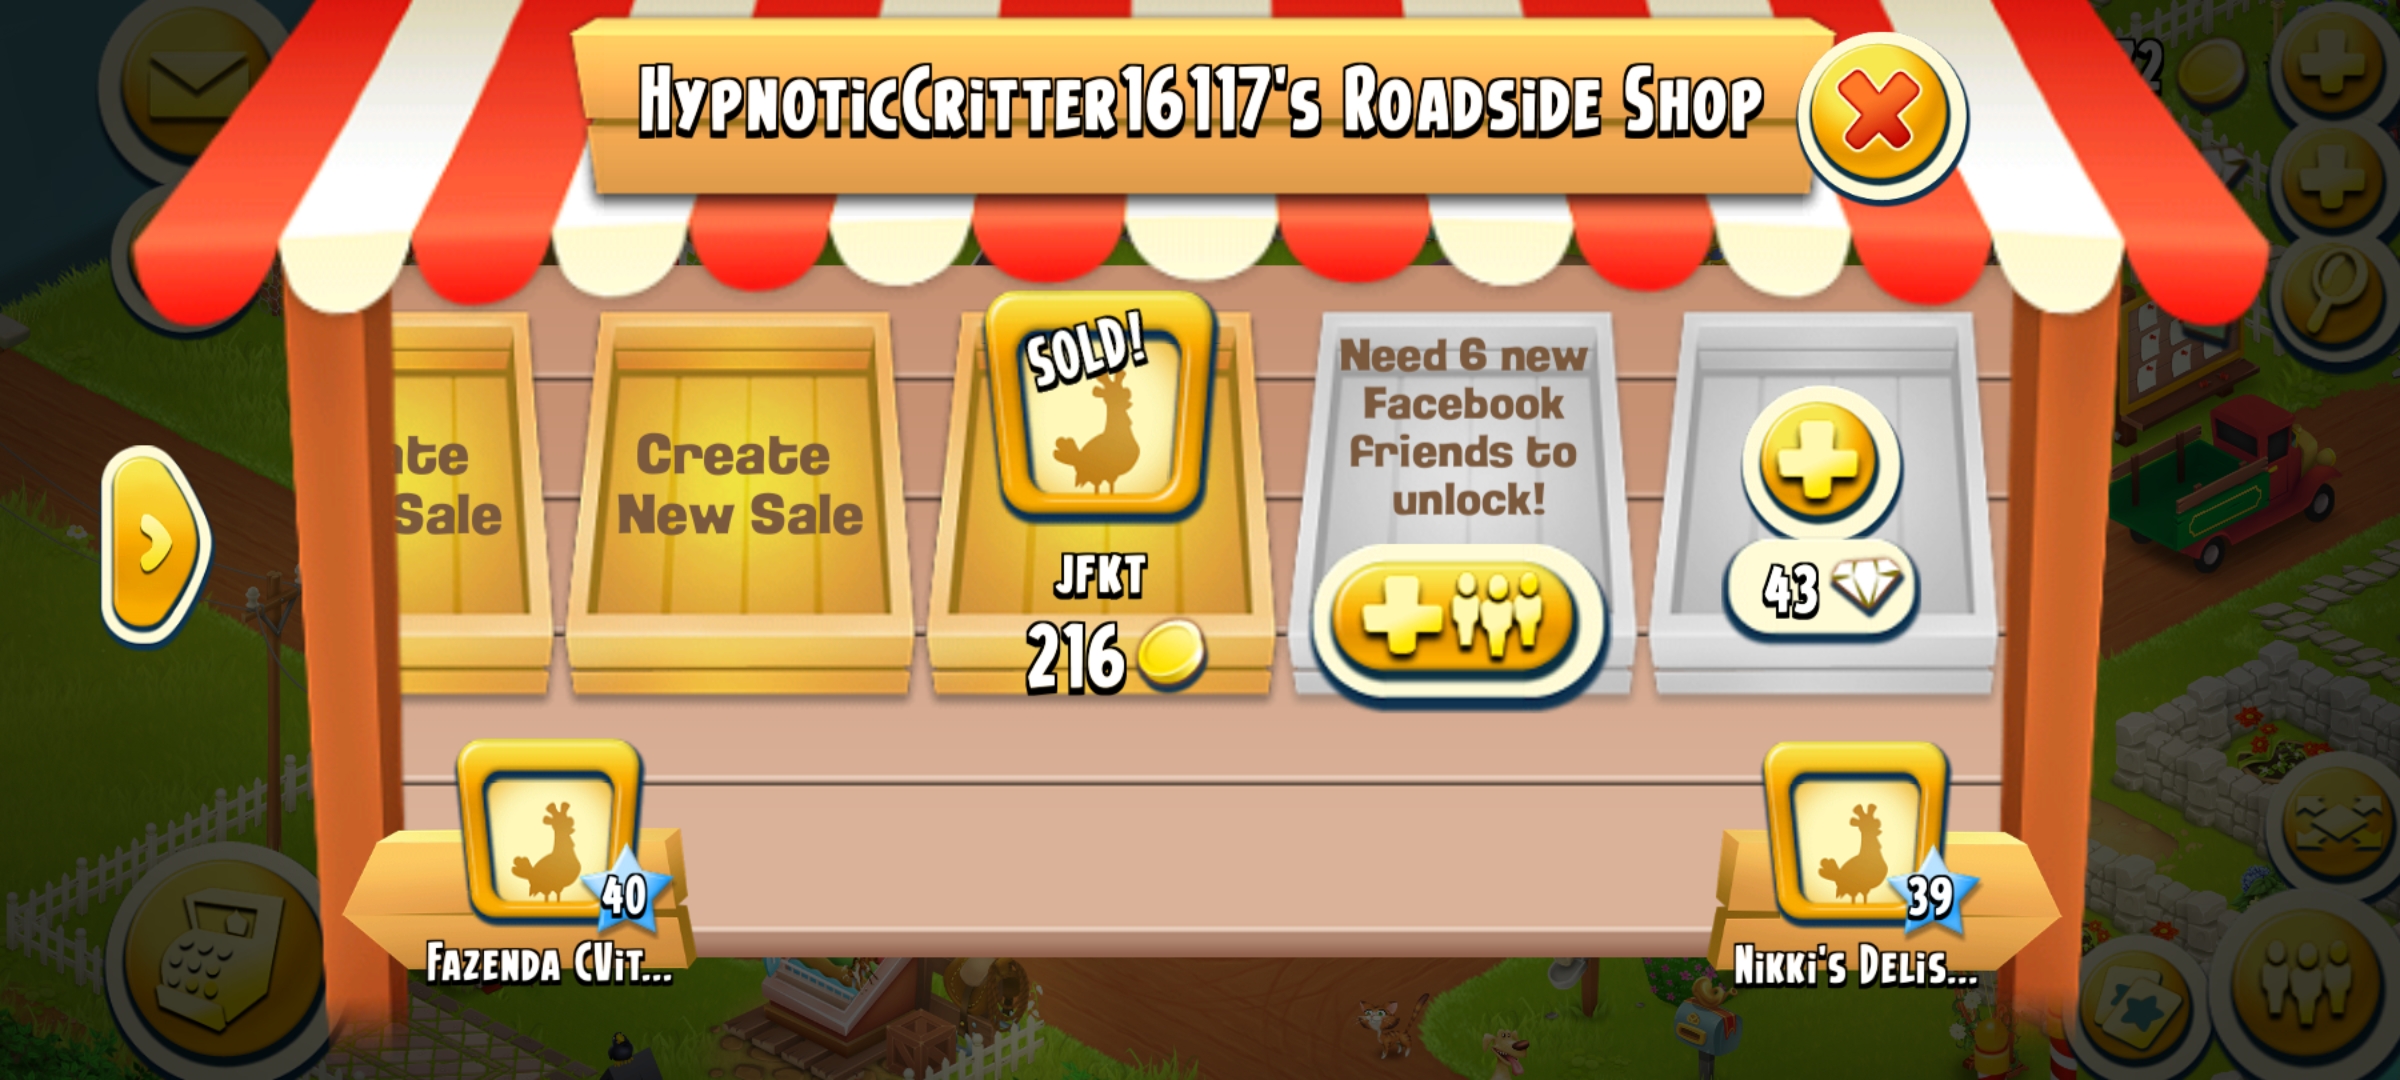 HypnoticCritter16117's Roadside Shop
ate
Sale
Create
New Sale
SOLD!
JFKT
216
Need 6 new
Facebook
friends to
unlock!
43
40
Fazenda CVit...
39
Nikki's Delis...